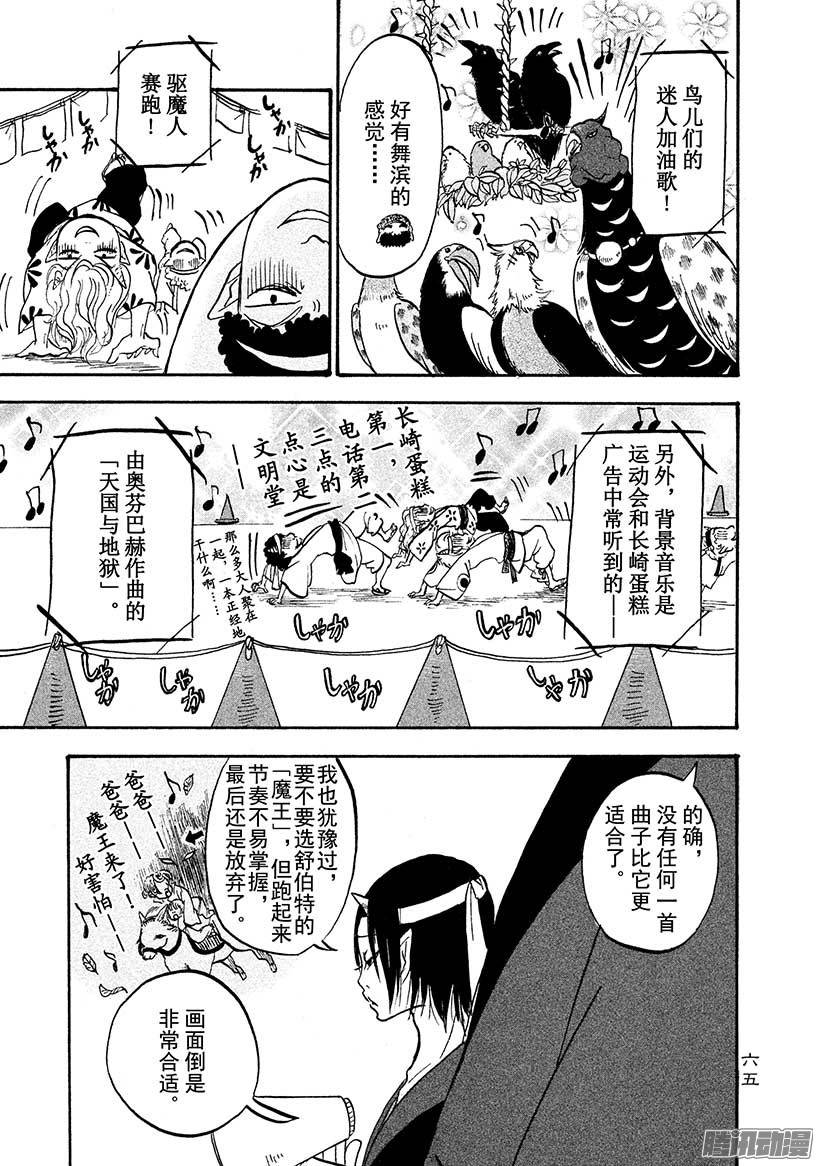 鸟儿们的
迷人加油歌！
好有舞滨的
感觉……
驱魔人
赛跑！
しゃか
しゃか
しゃか
しゃか
另外，背景音乐是
运动会和长崎蛋糕
广告中常听到的——
长崎蛋糕
第一，
电话第二
三点的
点心是
——
文明堂
那么多大人聚在
一起，一本正经地
干什么啊……
由奥芬巴赫作曲的
「天国与地狱」。
しゃか
しゃか
しゃか
しゃか
しゃか
的确，
没有任何一首
曲子比它更
适合了。
我也犹豫过，
要不要选舒伯特的
「魔王」，但跑起来
节奏不易掌握，
最后还是放弃了。
爸爸——
爸爸——
魔王来了！
好害怕——
画面倒是
非常合适。
六五
腾讯动漫